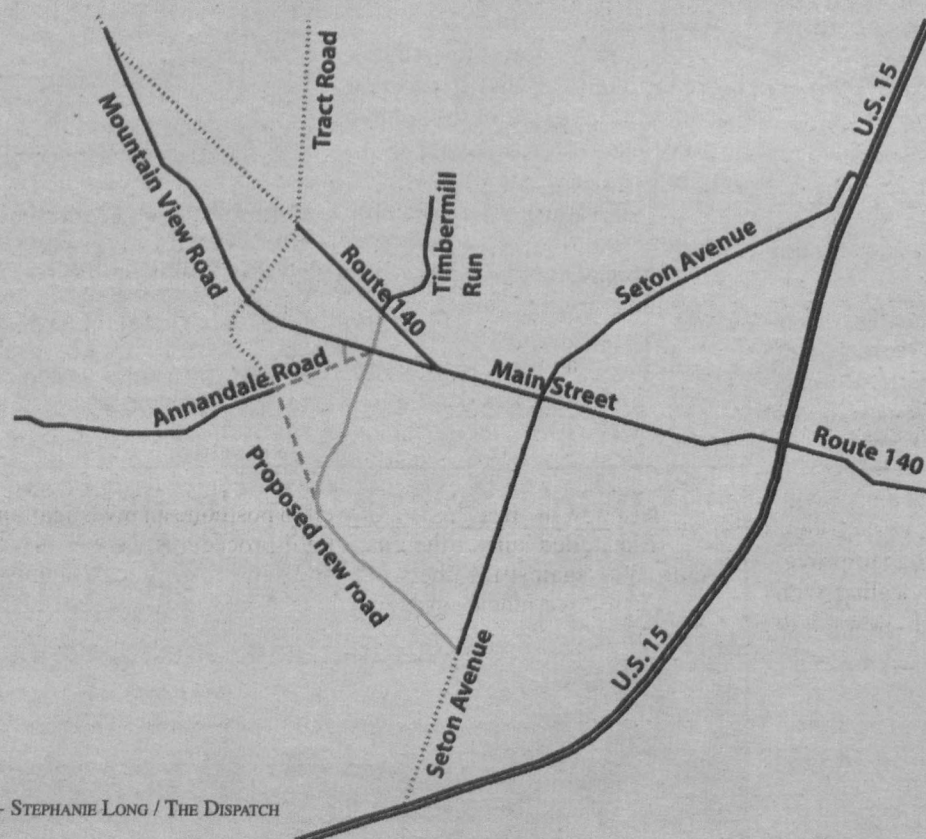 Tract Road
U.S. 15
Mountain View Road
Timbermill
Run
Route 140
Seton Avenue
Annandale Road
Main Street
Route 140
Proposed new road
Seton Avenue
U.S. 15
- STEPHANIE LONG / THE DISPATCH